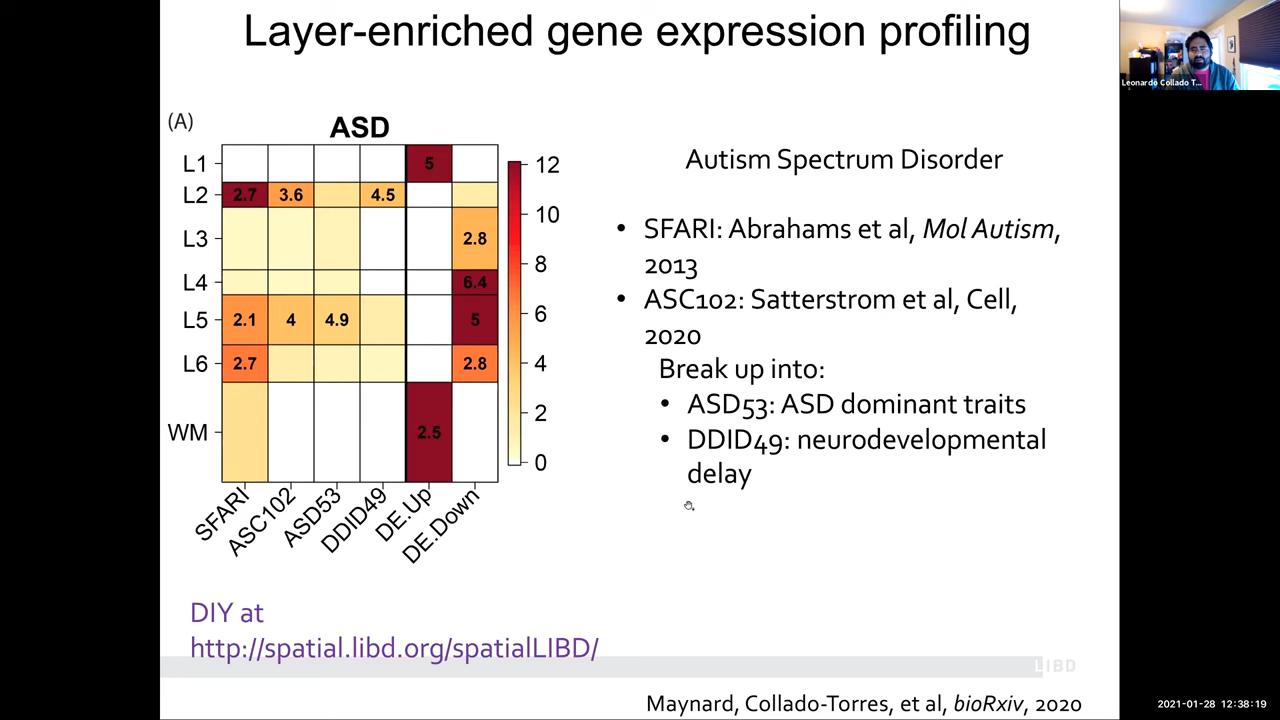 Layer-enriched gene expression profiling
Leonardo Collado T...
(A)
ASD
L1
5
12
L2
2.7
3.6
4.5
10
L3
2.8
8
L4
6.4
6
L5
2.1
4
4.9
5
L6
2.7
2.8
4
WM
2.5
2
0
SFARI
ASC102
ASD53
DDID49
DE.Up
DE.Down
Autism Spectrum Disorder
• SFARI: Abrahams et al, Mol Autism,
2013
• ASC102: Satterstrom et al, Cell,
2020
Break up into:
• ASD53: ASD dominant traits
• DDID49: neurodevelopmental
delay
DIY at
http://spatial.libd.org/spatialLIBD/
LIBD
Maynard, Collado-Torres, et al, bioRxiv, 2020
2021-01-28 12:38:19